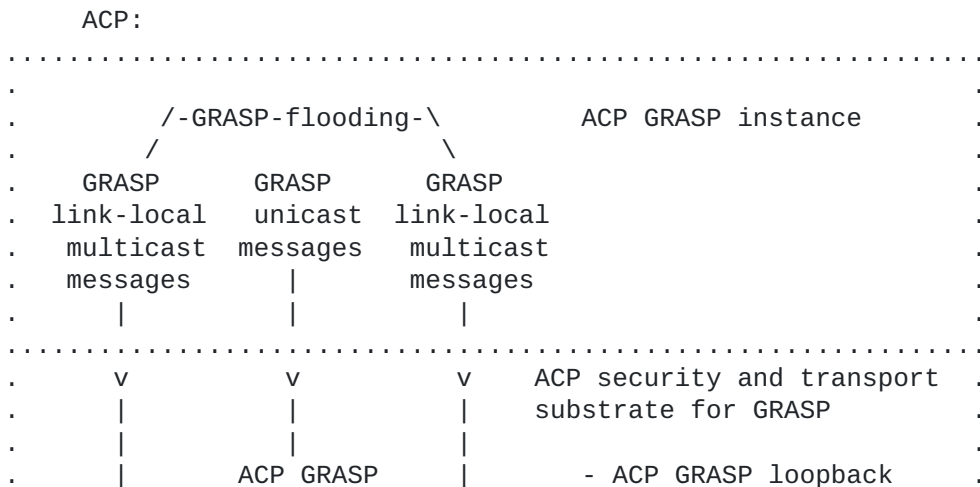 ACP:
...............................................................
.                                                               .
.         /-GRASP-flooding-\         ACP GRASP instance         .
.        /                  \                                   .
.    GRASP      GRASP      GRASP                                .
.  link-local   unicast  link-local                             .
.   multicast  messages   multicast                             .
.   messages      |       messages                              .
.      |          |          |                                  .
...............................................................
.      v          v          v    ACP security and transport    .
.      |          |          |    substrate for GRASP           .
.      |          |          |                                  .
.      |       ACP GRASP     |       - ACP GRASP loopback       .